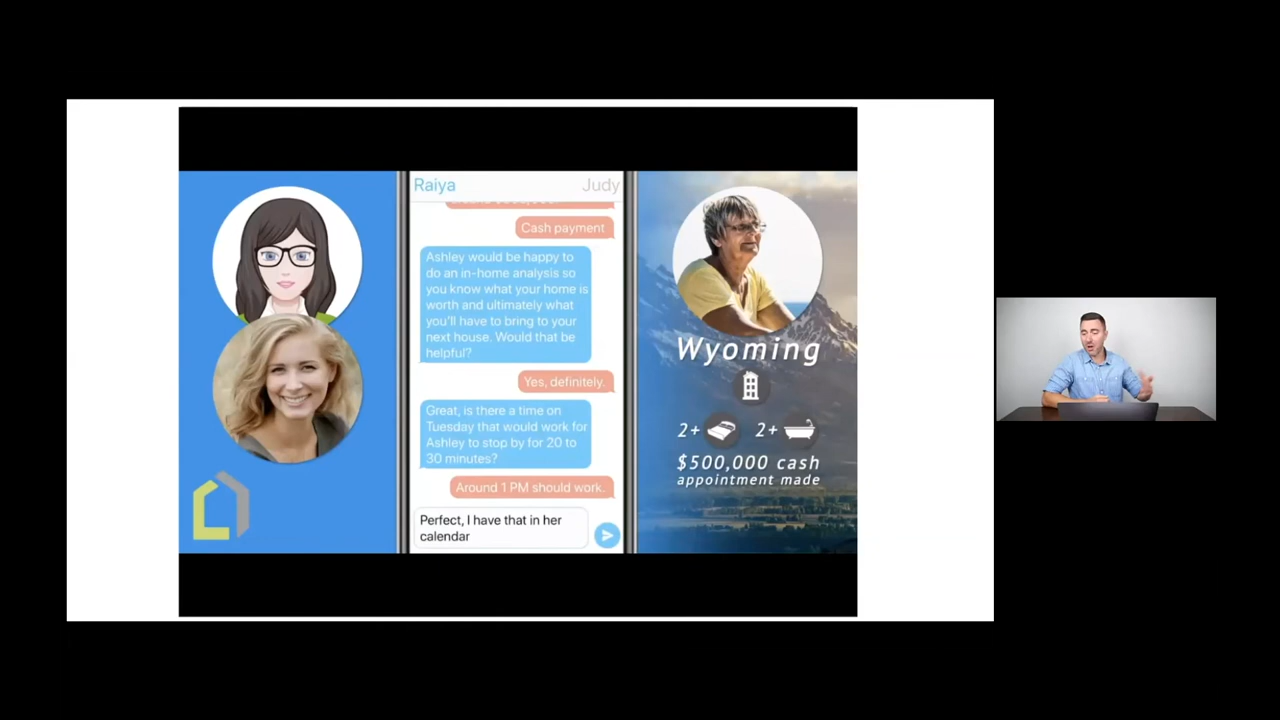 Raiya
Judy
Cash payment
Ashley would be happy to
do an in-home analysis so
you know what your home is
worth and ultimately what
you'll have to bring to your
next house. Would that be
helpful?
Yes, definitely.
Great, is there a time on
Tuesday that would work for
Ashley to stop by for 20 to
30 minutes?
Around 1 PM should work.
Perfect, I have that in her
calendar
Wyoming
2+ 2+
$500,000 cash
appointment made